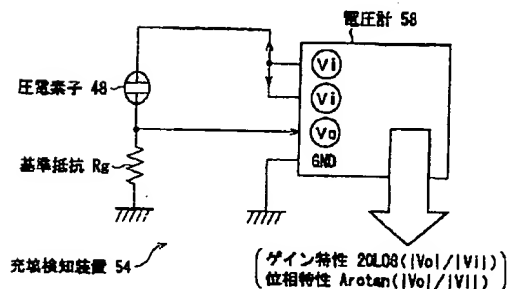 電圧計 58
圧電素子 48
Vi
Vi
Vo
GND
基準抵抗 Rg
充填検知装置 54
ゲイン特性 20LOG(|Vo|/|Vi|)
位相特性 Arctan(|Vo|/|Vi|)